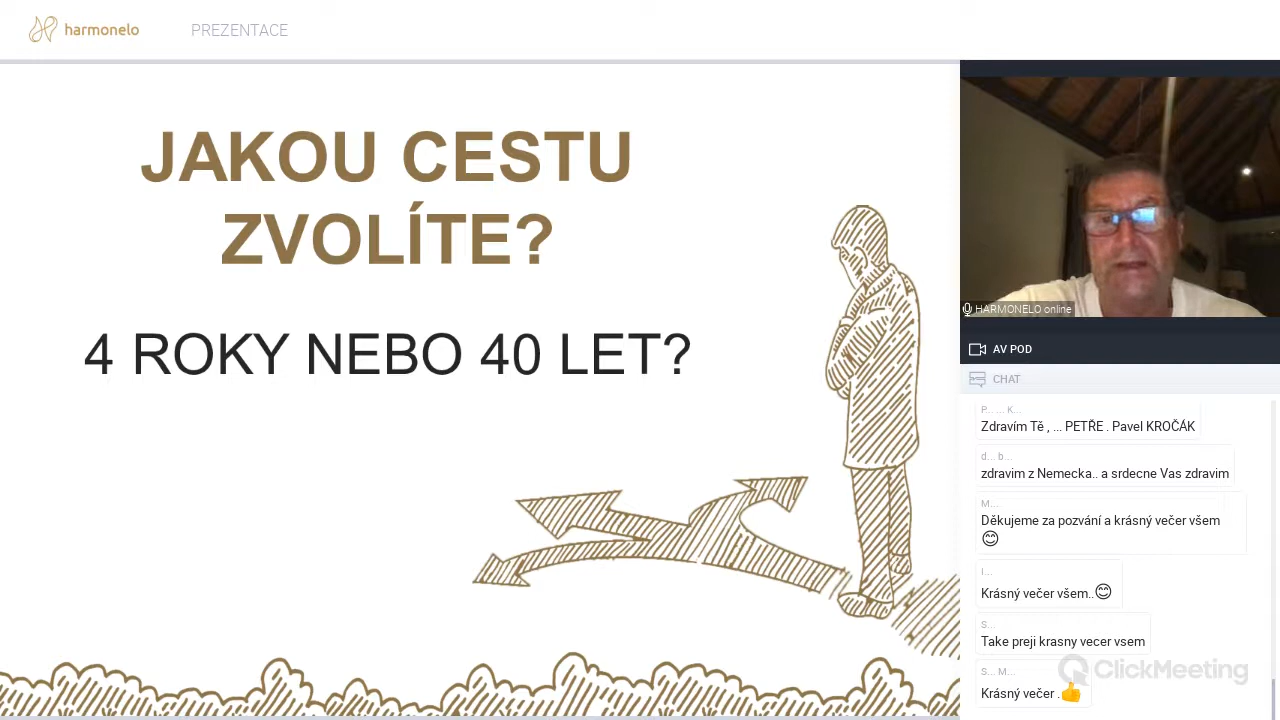 harmonelo
PREZENTACE
JAKOU CESTU
ZVOLÍTE?
4 ROKY NEBO 40 LET?
HARMONELO online
AV POD
CHAT
P... ... K...
Zdravím Tě , ... PETŘE . Pavel KROČÁK
d... b...
zdravim z Nemecka.. a srdecne Vas zdravim
M...
Děkujeme za pozvání a krásný večer všem
😊
I...
Krásný večer všem..😊
S...
Take preji krasny vecer vsem
S... M...
Krásný večer .👍
ClickMeeting